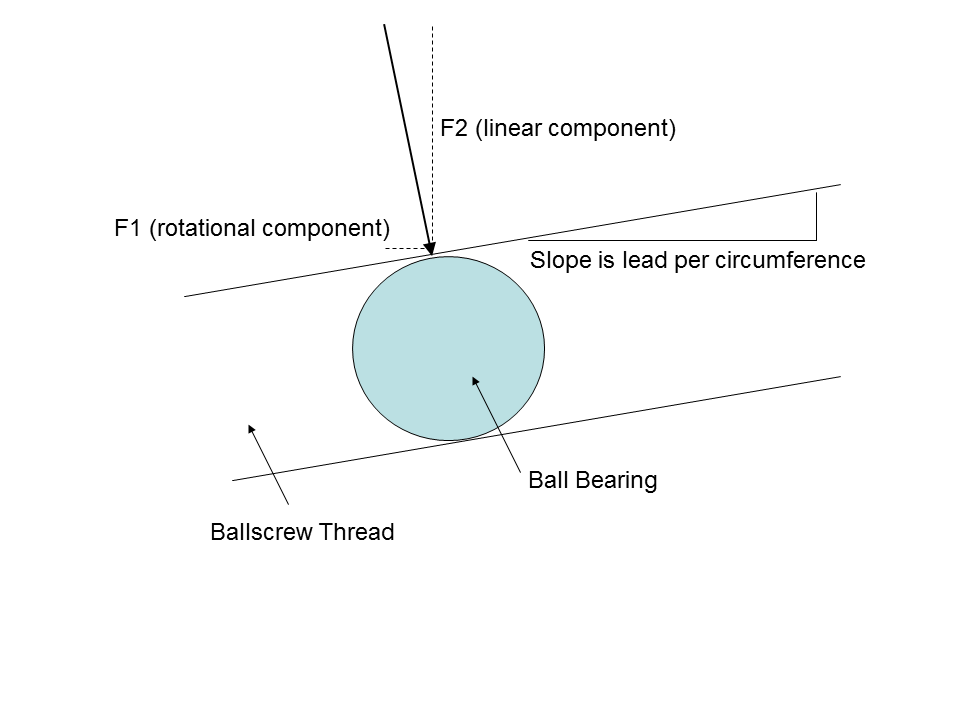 F2 (linear component)
F1 (rotational component)
Slope is lead per circumference
Ball Bearing
Ballscrew Thread